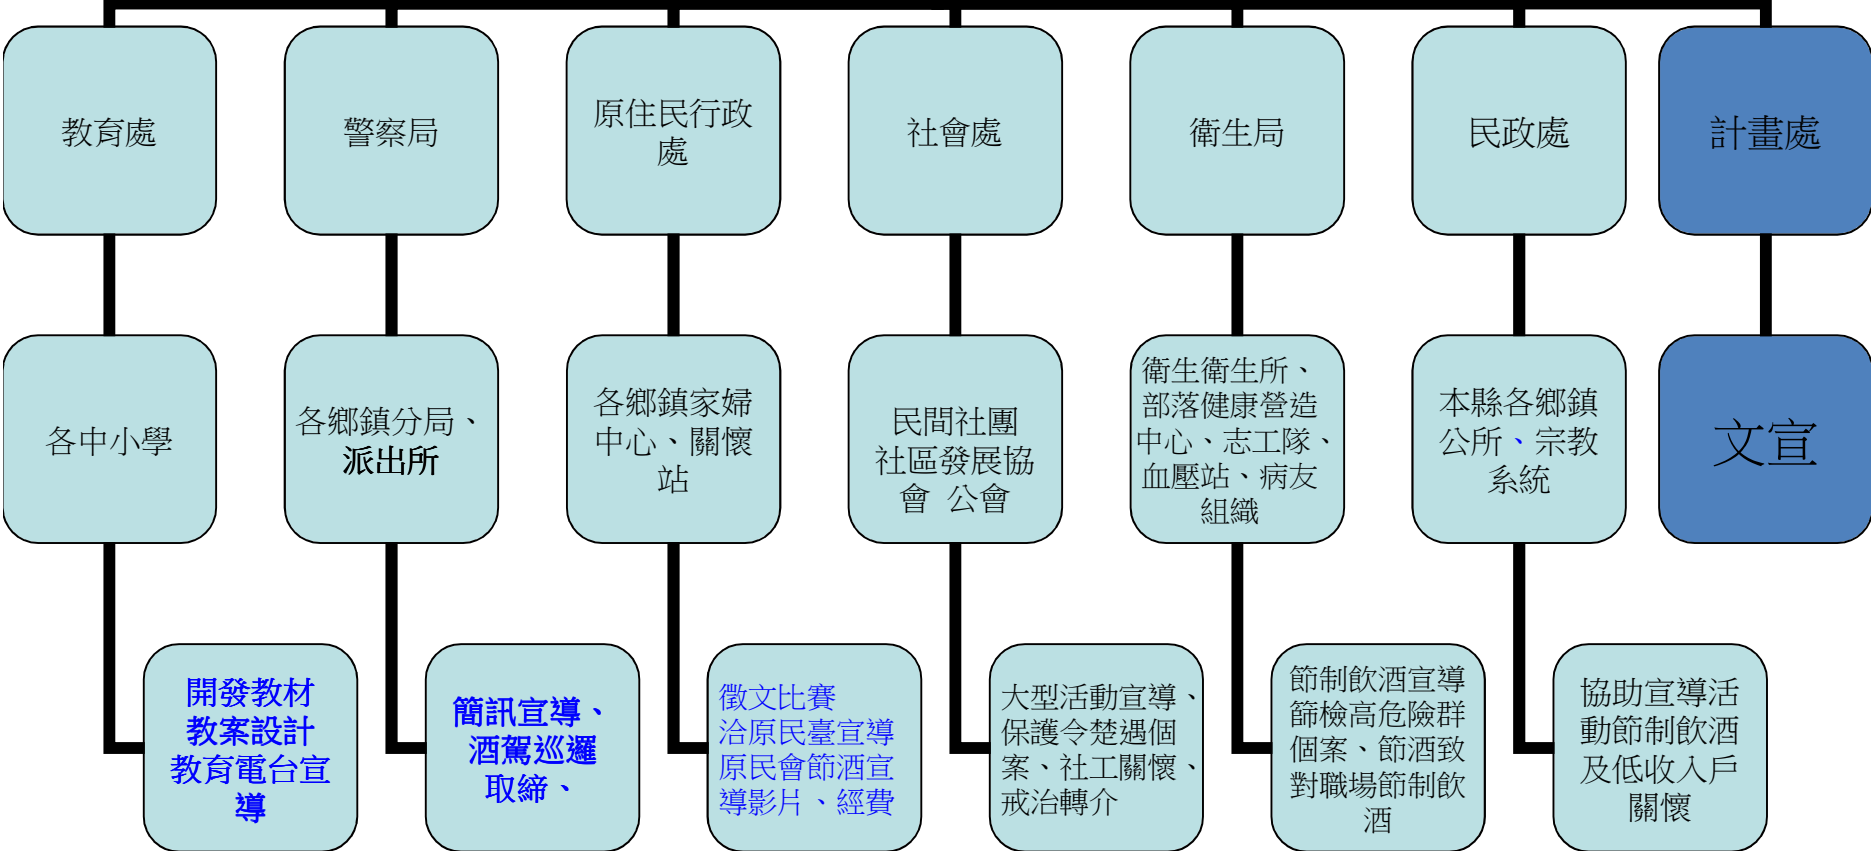 教育處
警察局
原住民行政
處
社會處
衛生局
民政處
計畫處
各中小學
各鄉鎮分局、
派出所
各鄉鎮家婦
中心、關懷
站
民間社團
社區發展協
會 公會
衛生衛生所、
部落健康營造
中心、志工隊、
血壓站、病友
組織
本縣各鄉鎮
公所、宗教
系統
文宣
開發教材
教案設計
教育電台宣
導
簡訊宣導、
酒駕巡邏
取締、
徵文比賽
洽原民臺宣導
原民會節酒宣
導影片、經費
大型活動宣導、
保護令楚遇個
案、社工關懷、
戒治轉介
節制飲酒宣導
篩檢高危險群
個案、節酒致
對職場節制飲
酒
協助宣導活
動節制飲酒
及低收入戶
關懷